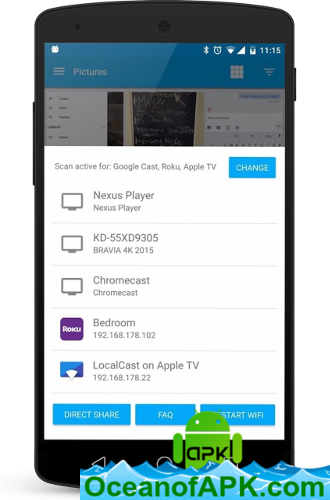 11:15
Pictures
Scan active for: Google Cast, Roku, Apple TV
CHANGE
Nexus Player
Nexus Player
KD-55XD9305
BRAVIA 4K 2015
Chromecast
Chromecast
Roku
Bedroom
192.168.178.102
LocalCast on Apple TV
192.168.178.22
DIRECT SHARE
FAQ
START WIFI
.apk!
OceanofAPK.com